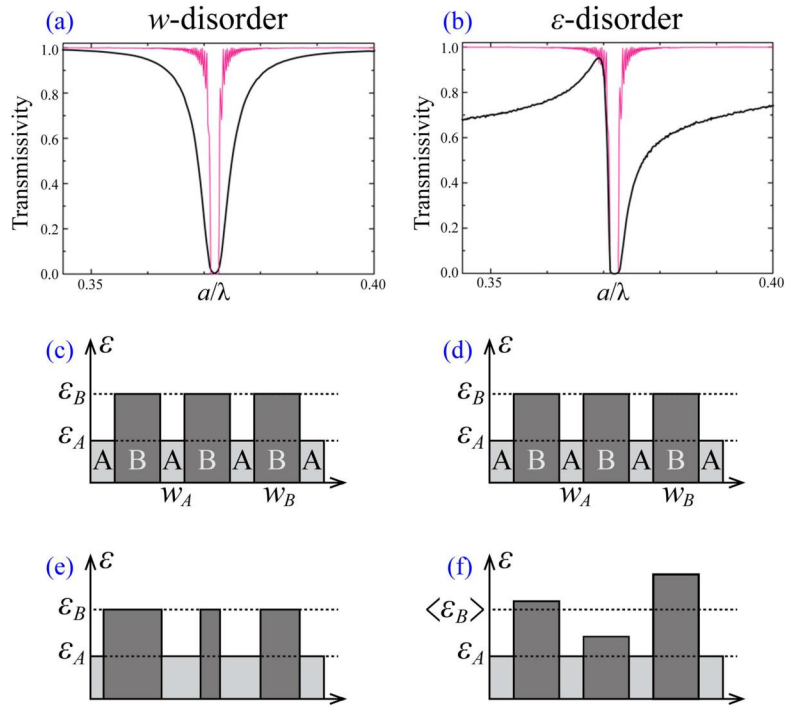 (a) w-disorder
(b) ε-disorder
Transmissivity
1.0
0.8
0.6
0.4
0.2
0.0
0.35
a/λ
0.40
Transmissivity
1.0
0.8
0.6
0.4
0.2
0.0
0.35
a/λ
0.40
(c)
ε
ε_B
ε_A
A B A B A B A
w_A w_B
(d)
ε
ε_B
ε_A
A B A B A B A
w_A w_B
(e)
ε
ε_B
ε_A
(f)
ε
⟨ε_B⟩
ε_A